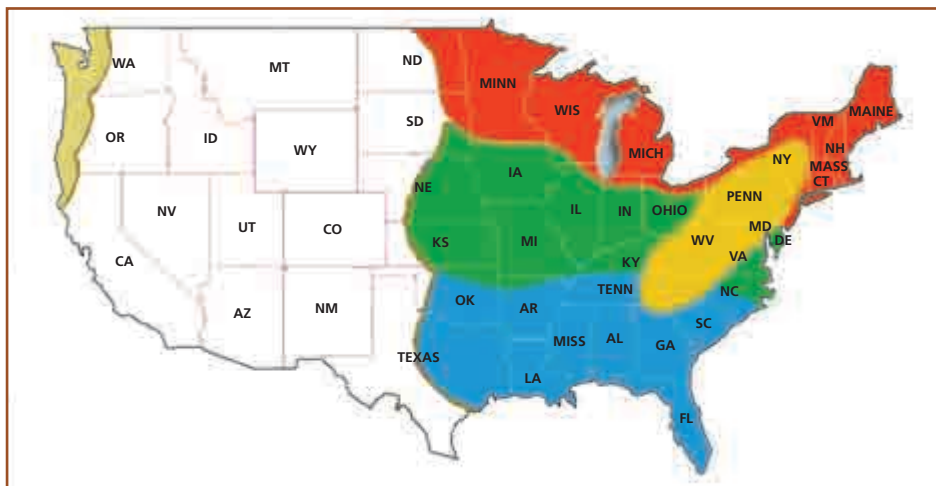 WA
MT
ND
MINN
OR
ID
WY
SD
WIS
MICH
VM
MAINE
NH
NY
MASS
CT
NV
UT
CO
NE
IA
IL
IN
OHIO
PENN
MD
DE
CA
KS
MI
KY
WV
VA
AZ
NM
OK
AR
TENN
NC
SC
TEXAS
MISS
AL
GA
LA
FL